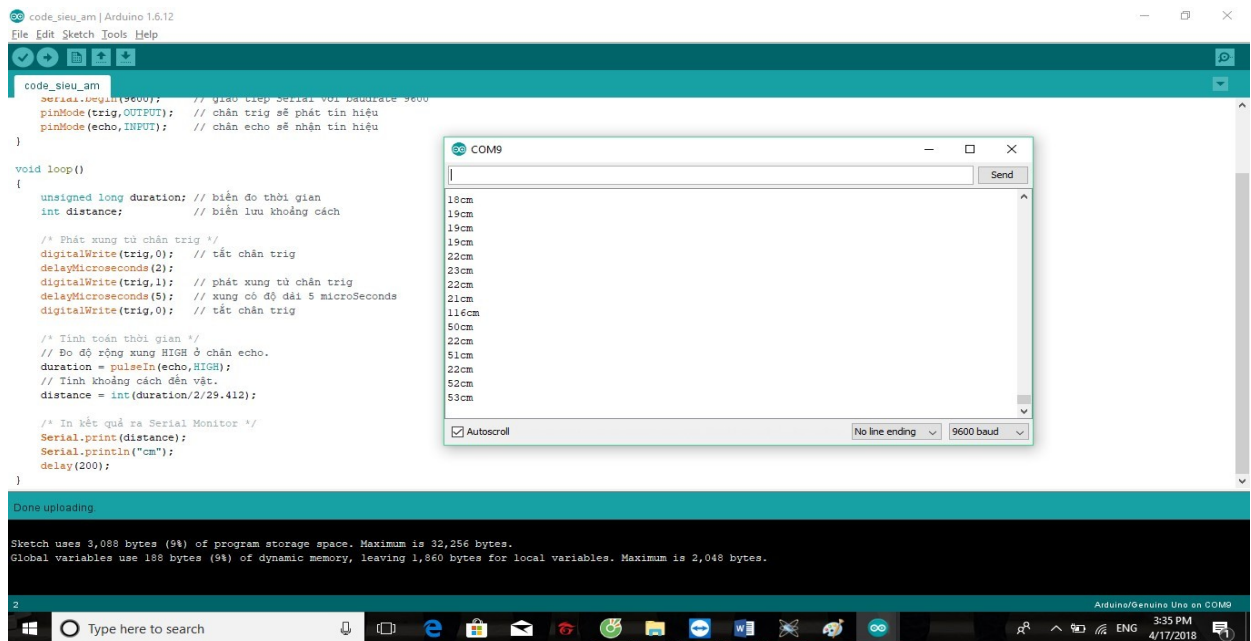 code_sieu_am | Arduino 1.6.12
File Edit Sketch Tools Help
code_sieu_am
Serial.begin(9600); // giao tiếp Serial với baudrate 9600
pinMode(trig,OUTPUT); // chân trig sẽ phát tín hiệu
pinMode(echo,INPUT); // chân echo sẽ nhận tín hiệu
}
void loop()
{
unsigned long duration; // biến đo thời gian
int distance; // biến lưu khoảng cách
/* Phát xung từ chân trig */
digitalWrite(trig,0); // tắt chân trig
delayMicroseconds(2);
digitalWrite(trig,1); // phát xung từ chân trig
delayMicroseconds(5); // xung có độ dài 5 microSeconds
digitalWrite(trig,0); // tắt chân trig
/* Tính toán thời gian */
// Đo độ rộng xung HIGH ở chân echo.
duration = pulseIn(echo,HIGH);
// Tính khoảng cách đến vật.
distance = int(duration/2/29.412);
/* In kết quả ra Serial Monitor */
Serial.print(distance);
Serial.println("cm");
delay(200);
}
COM9
Send
18cm
19cm
19cm
19cm
22cm
23cm
22cm
21cm
116cm
50cm
22cm
51cm
22cm
52cm
53cm
Autoscroll
No line ending
9600 baud
Done uploading.
Sketch uses 3,088 bytes (9%) of program storage space. Maximum is 32,256 bytes.
Global variables use 188 bytes (9%) of dynamic memory, leaving 1,860 bytes for local variables. Maximum is 2,048 bytes.
2
Arduino/Genuino Uno on COM9
Type here to search
ENG
3:35 PM
4/17/2018